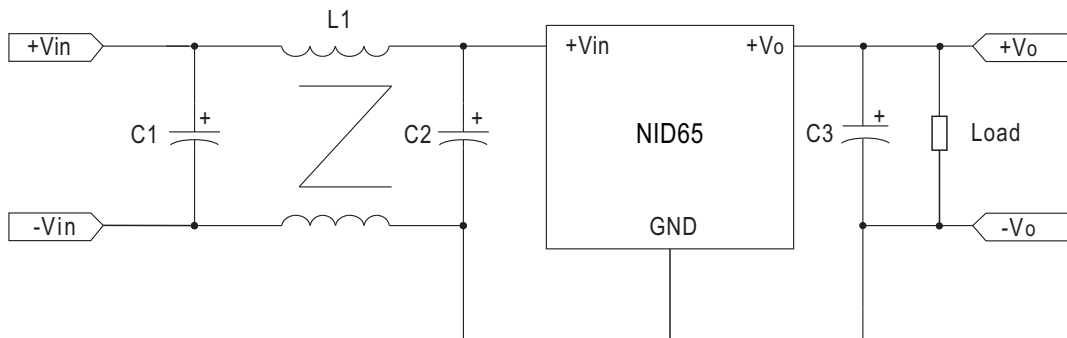 L1
+Vin
+Vin
+Vo
+Vo
C1
+
C2
+
NID65
C3
+
Load
-Vin
GND
-Vo